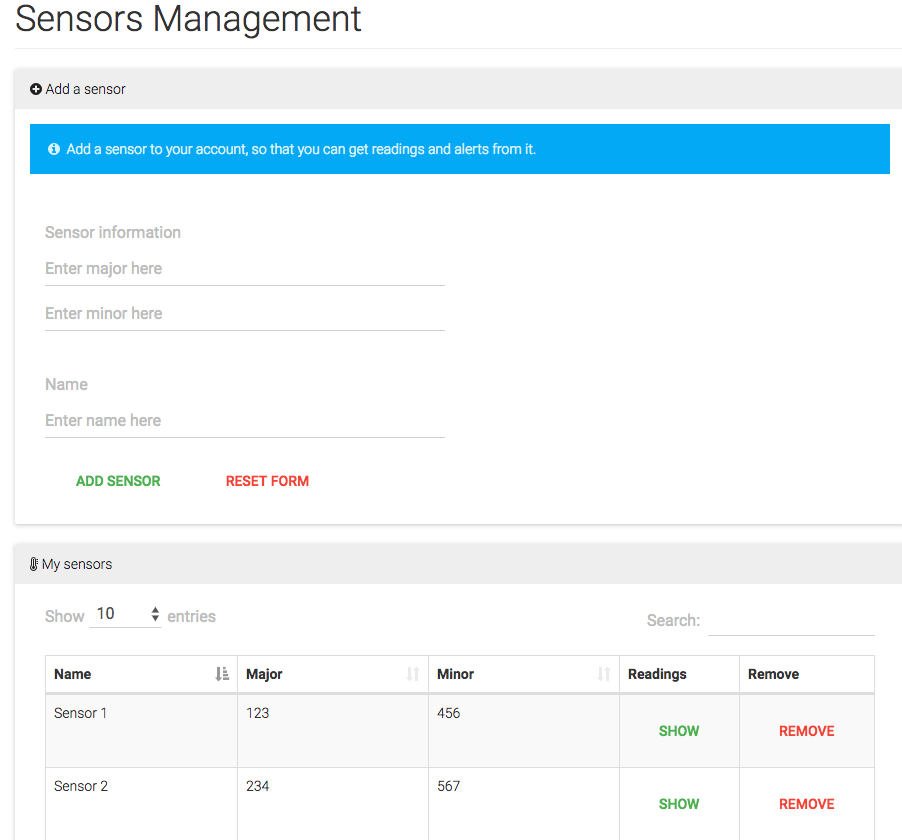 Sensors Management
Add a sensor
Add a sensor to your account, so that you can get readings and alerts from it.
Sensor information
Enter major here
Enter minor here
Name
Enter name here
ADD SENSOR RESET FORM
My sensors
Show 10 entries Search:
Name Major Minor Readings Remove
Sensor 1 123 456 SHOW REMOVE
Sensor 2 234 567 SHOW REMOVE